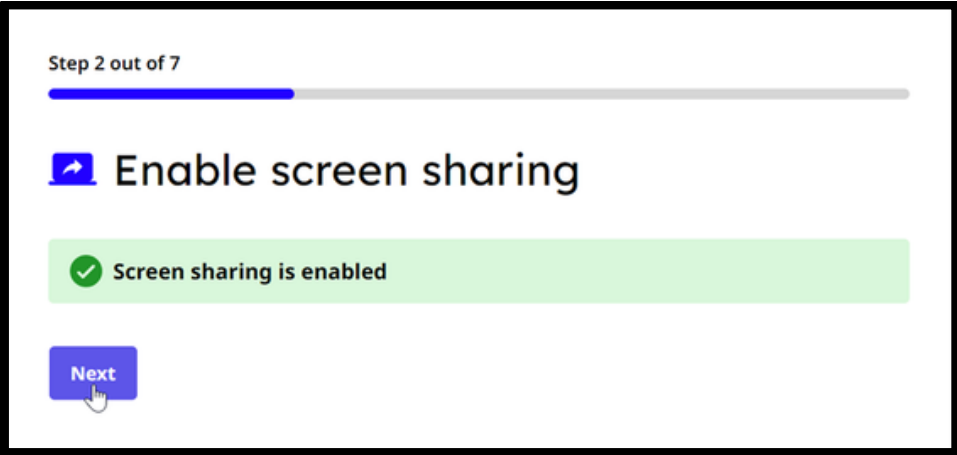 Step 2 out of 7
Enable screen sharing
Screen sharing is enabled
Next